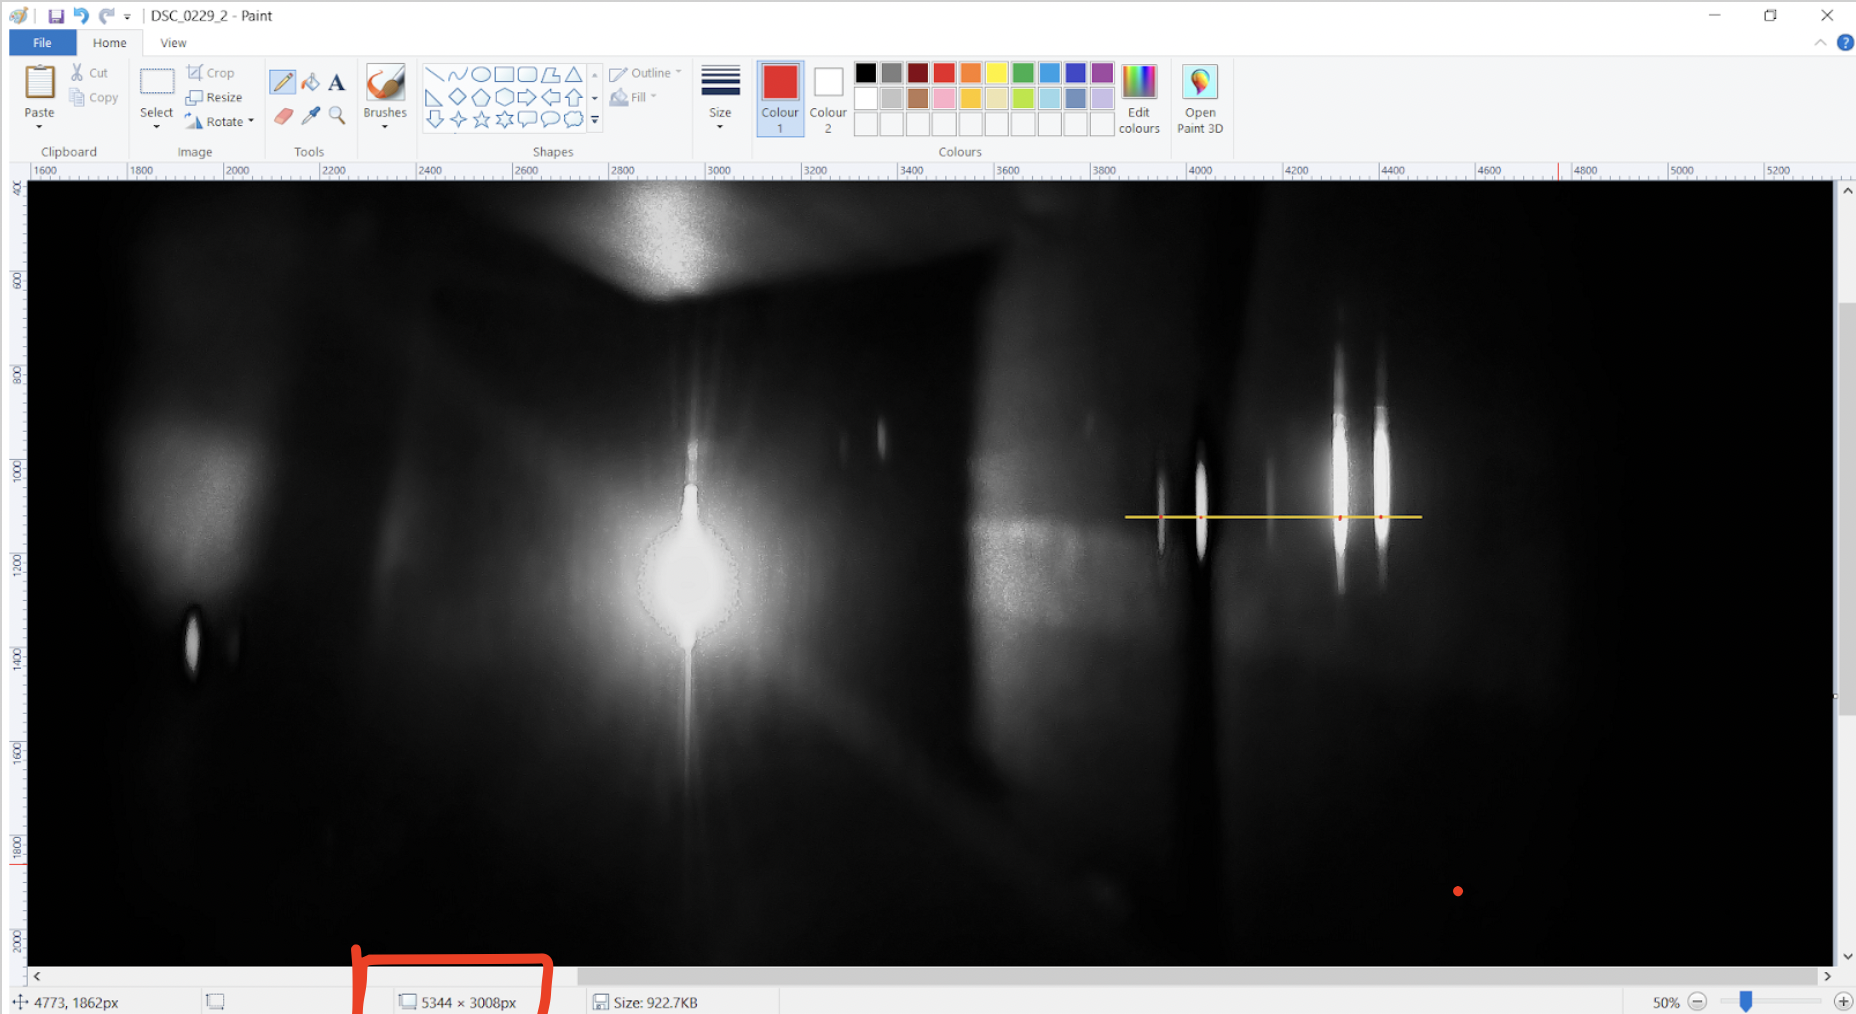 DSC_0229_2 - Paint
File Home View
Paste
Cut
Copy
Clipboard
Select
Crop
Resize
Rotate
Image
A
Tools
Brushes
Outline
Fill
Shapes
Size
Colour
1
Colour
2
Edit
colours
Colours
Open
Paint 3D
1600 1800 2000 2200 2400 2600 2800 3000 3200 3400 3600 3800 4000 4200 4400 4600 4800 5000 5200
400
600
800
1000
1200
1400
1600
1800
2000
4773, 1862px 5344 × 3008px Size: 922.7KB 50%